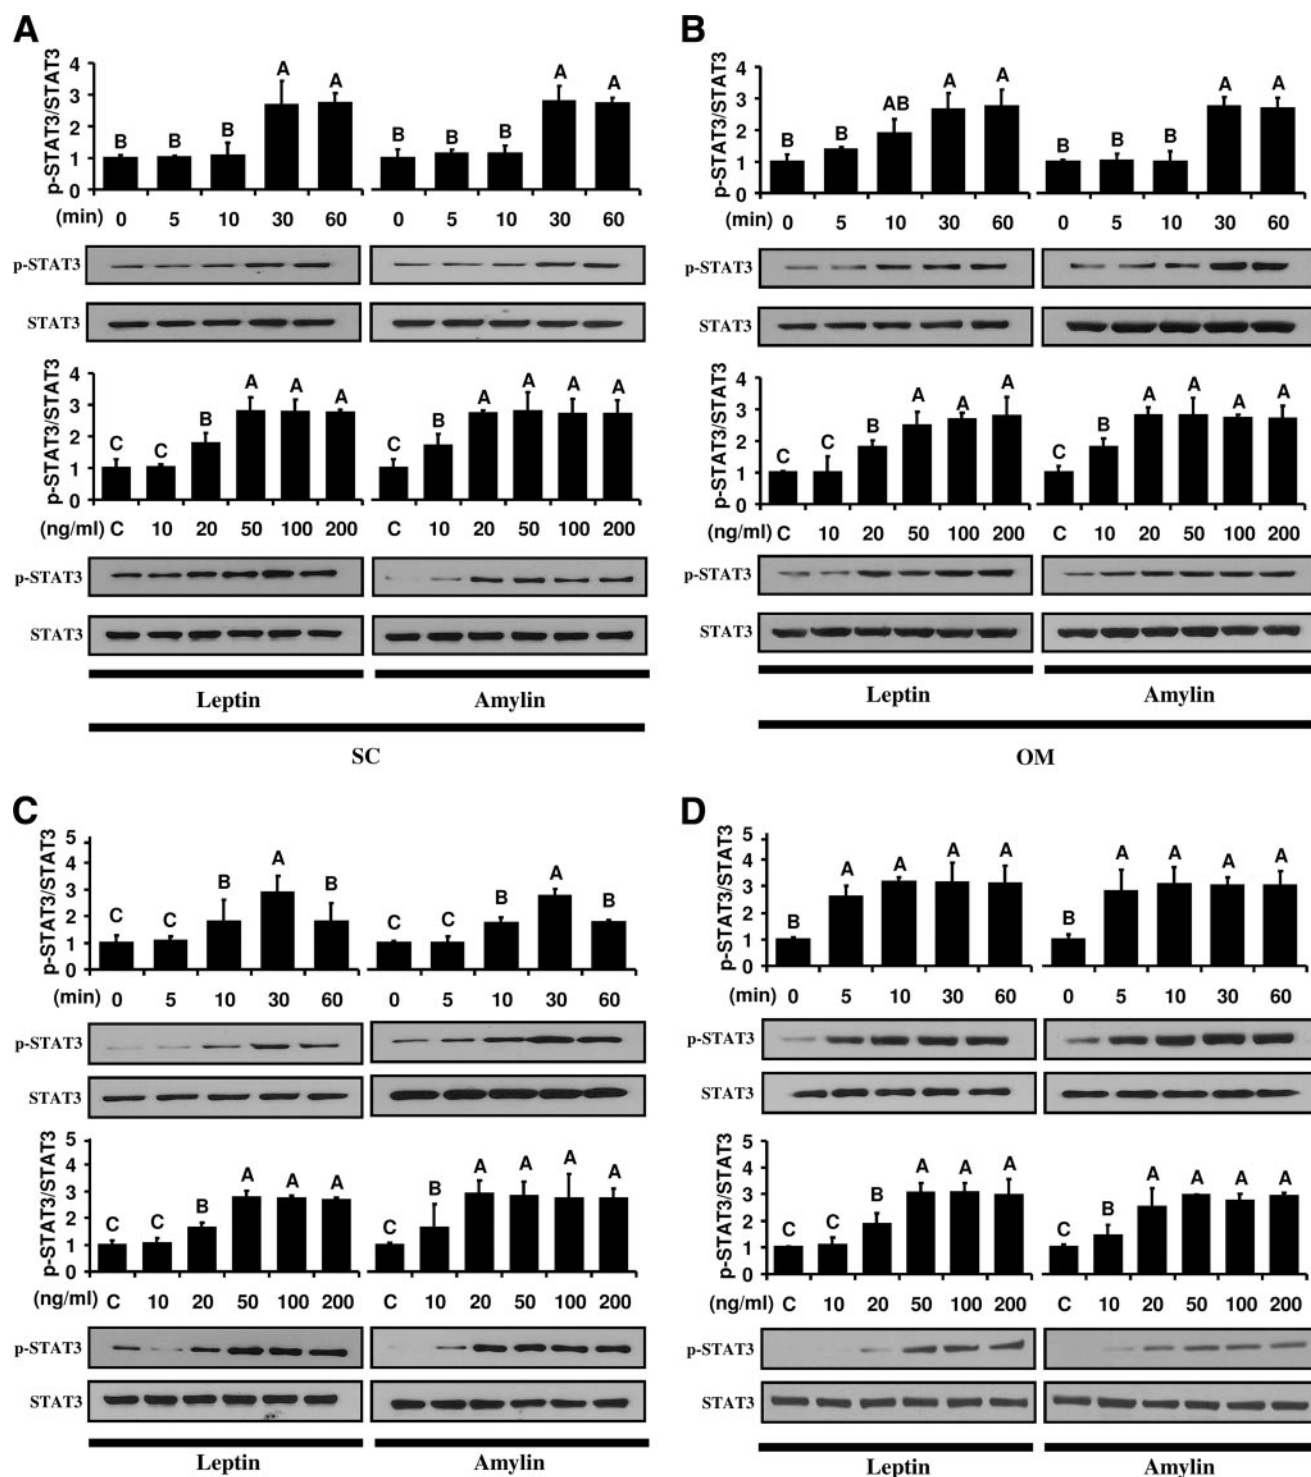 A
p-STAT3/STAT3
4
3
2
1
0
B B B A A
B B B A A
(min) 0 5 10 30 60
0 5 10 30 60
p-STAT3
STAT3
p-STAT3/STAT3
4
3
2
1
0
C C B A A A
C B A A A A
(ng/ml) C 10 20 50 100 200
C 10 20 50 100 200
p-STAT3
STAT3
Leptin
Amylin
SC
B
p-STAT3/STAT3
4
3
2
1
0
B B AB A A
B B B A A
(min) 0 5 10 30 60
0 5 10 30 60
p-STAT3
STAT3
p-STAT3/STAT3
4
3
2
1
0
C C B A A A
C B A A A A
(ng/ml) C 10 20 50 100 200
C 10 20 50 100 200
p-STAT3
STAT3
Leptin
Amylin
OM
C
p-STAT3/STAT3
5
4
3
2
1
0
C C B A B
C C B A B
(min) 0 5 10 30 60
0 5 10 30 60
p-STAT3
STAT3
p-STAT3/STAT3
5
4
3
2
1
0
C C B A A A
C B A A A A
(ng/ml) C 10 20 50 100 200
C 10 20 50 100 200
p-STAT3
STAT3
Leptin
Amylin
D
p-STAT3/STAT3
5
4
3
2
1
0
B A A A A
B A A A A
(min) 0 5 10 30 60
0 5 10 30 60
p-STAT3
STAT3
p-STAT3/STAT3
5
4
3
2
1
0
C C B A A A
C B A A A A
(ng/ml) C 10 20 50 100 200
C 10 20 50 100 200
p-STAT3
STAT3
Leptin
Amylin